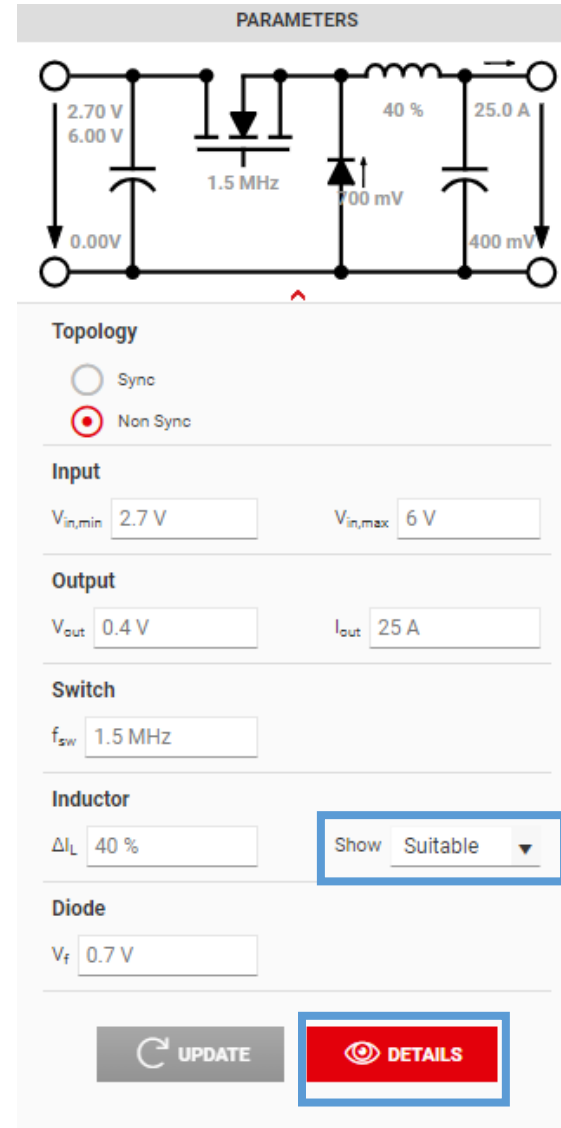 PARAMETERS
2.70 V
6.00 V
40 %
25.0 A
1.5 MHz
700 mV
0.00V
400 mV
Topology
Sync
Non Sync
Input
Vin,min 2.7 V Vin,max 6 V
Output
Vout 0.4 V Iout 25 A
Switch
fsw 1.5 MHz
Inductor
ΔIL 40 % Show Suitable
Diode
Vf 0.7 V
UPDATE DETAILS